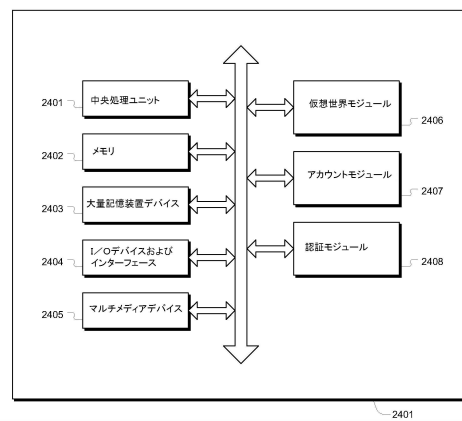 2401
中央処理ユニット
2402
メモリ
2403
大量記憶装置デバイス
2404
I／Oデバイスおよび
インターフェース
2405
マルチメディアデバイス
仮想世界モジュール
2406
アカウントモジュール
2407
認証モジュール
2408
2401